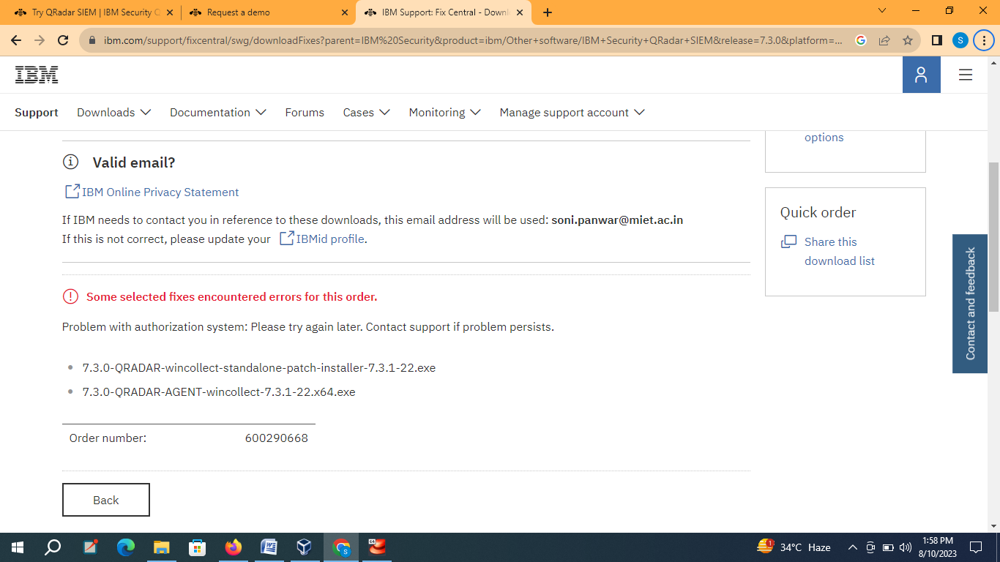 Try QRadar SIEM | IBM Security Q
Request a demo
IBM Support: Fix Central - Downl
ibm.com/support/fixcentral/swg/downloadFixes?parent=IBM%20Security&product=ibm/Other+software/IBM+Security+QRadar+SIEM&release=7.3.0&platform=...
S
IBM
Support Downloads Documentation Forums Cases Monitoring Manage support account
options
Valid email?
IBM Online Privacy Statement
If IBM needs to contact you in reference to these downloads, this email address will be used: soni.panwar@miet.ac.in
If this is not correct, please update your IBMid profile.
Quick order
Share this
download list
Contact and feedback
Some selected fixes encountered errors for this order.
Problem with authorization system: Please try again later. Contact support if problem persists.
7.3.0-QRADAR-wincollect-standalone-patch-installer-7.3.1-22.exe
7.3.0-QRADAR-AGENT-wincollect-7.3.1-22.x64.exe
Order number: 600290668
Back
S
64
1
34°C Haze
1:58 PM
8/10/2023